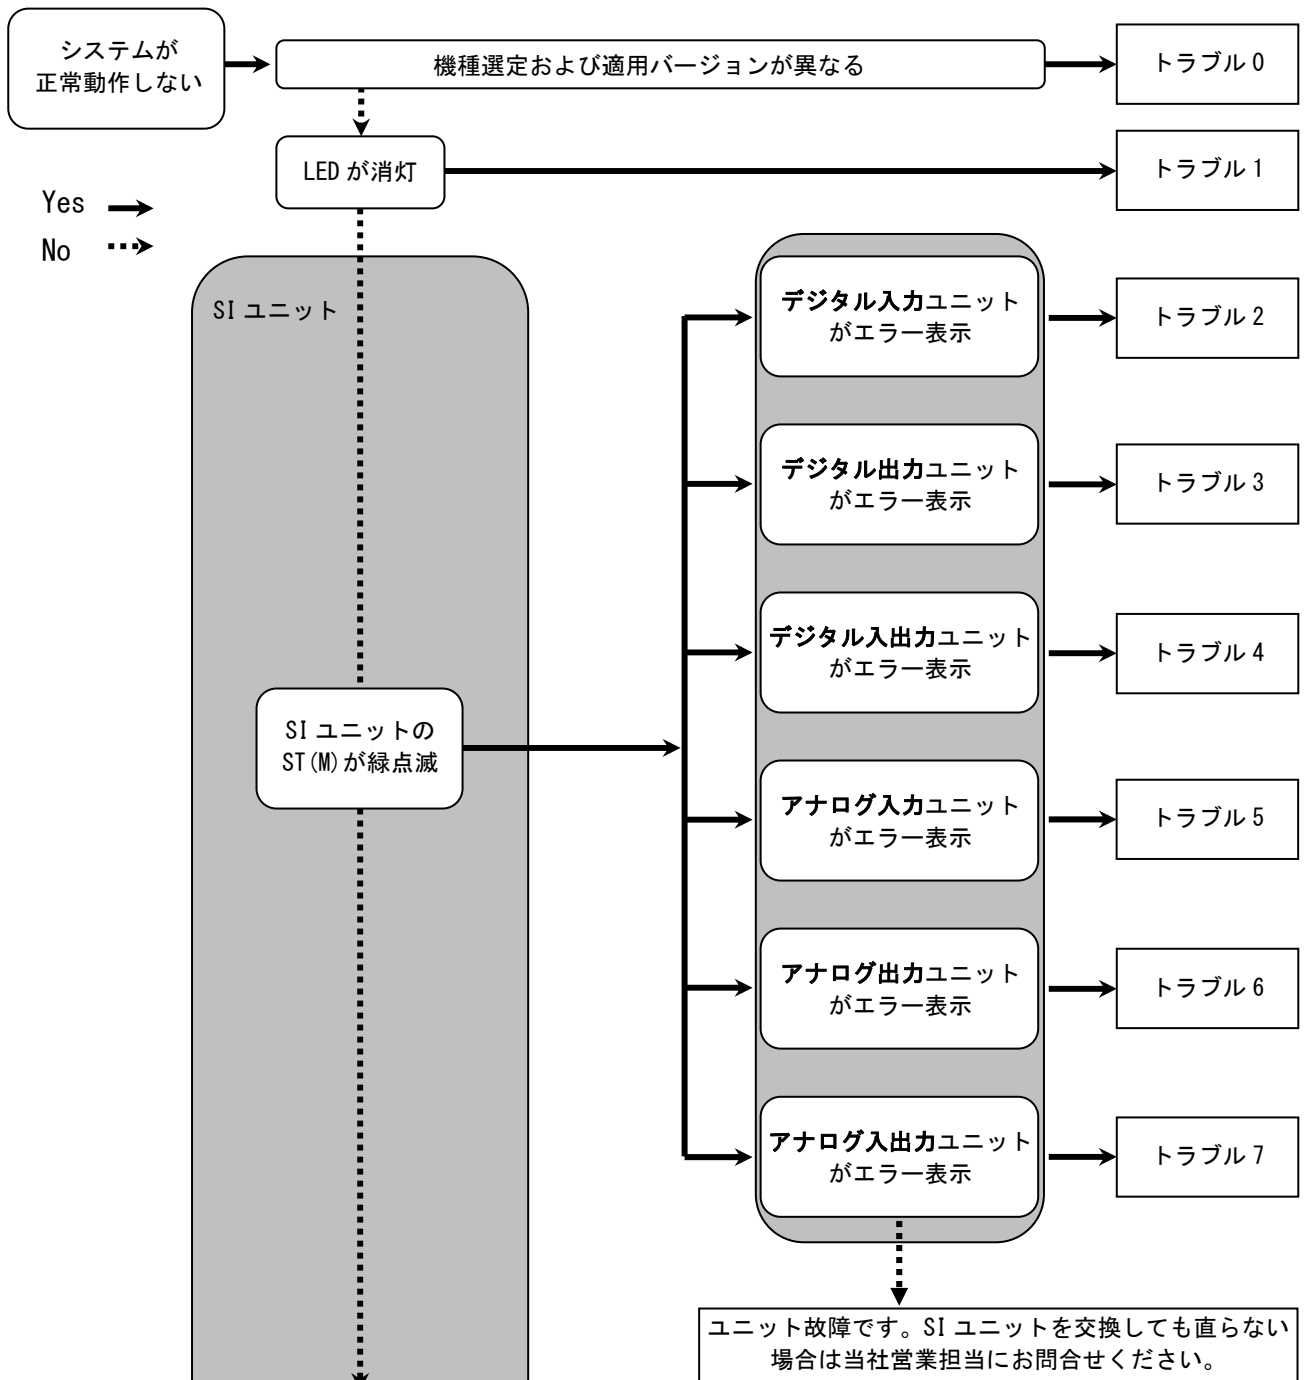 システムが
正常動作しない
機種選定および適用バージョンが異なる
トラブル 0
LED が消灯
トラブル 1
Yes
No
SI ユニット
デジタル入力ユニット
がエラー表示
トラブル 2
デジタル出力ユニット
がエラー表示
トラブル 3
デジタル入出力ユニット
がエラー表示
トラブル 4
SI ユニットの
ST(M)が緑点滅
アナログ入力ユニット
がエラー表示
トラブル 5
アナログ出力ユニット
がエラー表示
トラブル 6
アナログ入出力ユニット
がエラー表示
トラブル 7
ユニット故障です。SI ユニットを交換しても直らない
場合は当社営業担当にお問合せください。